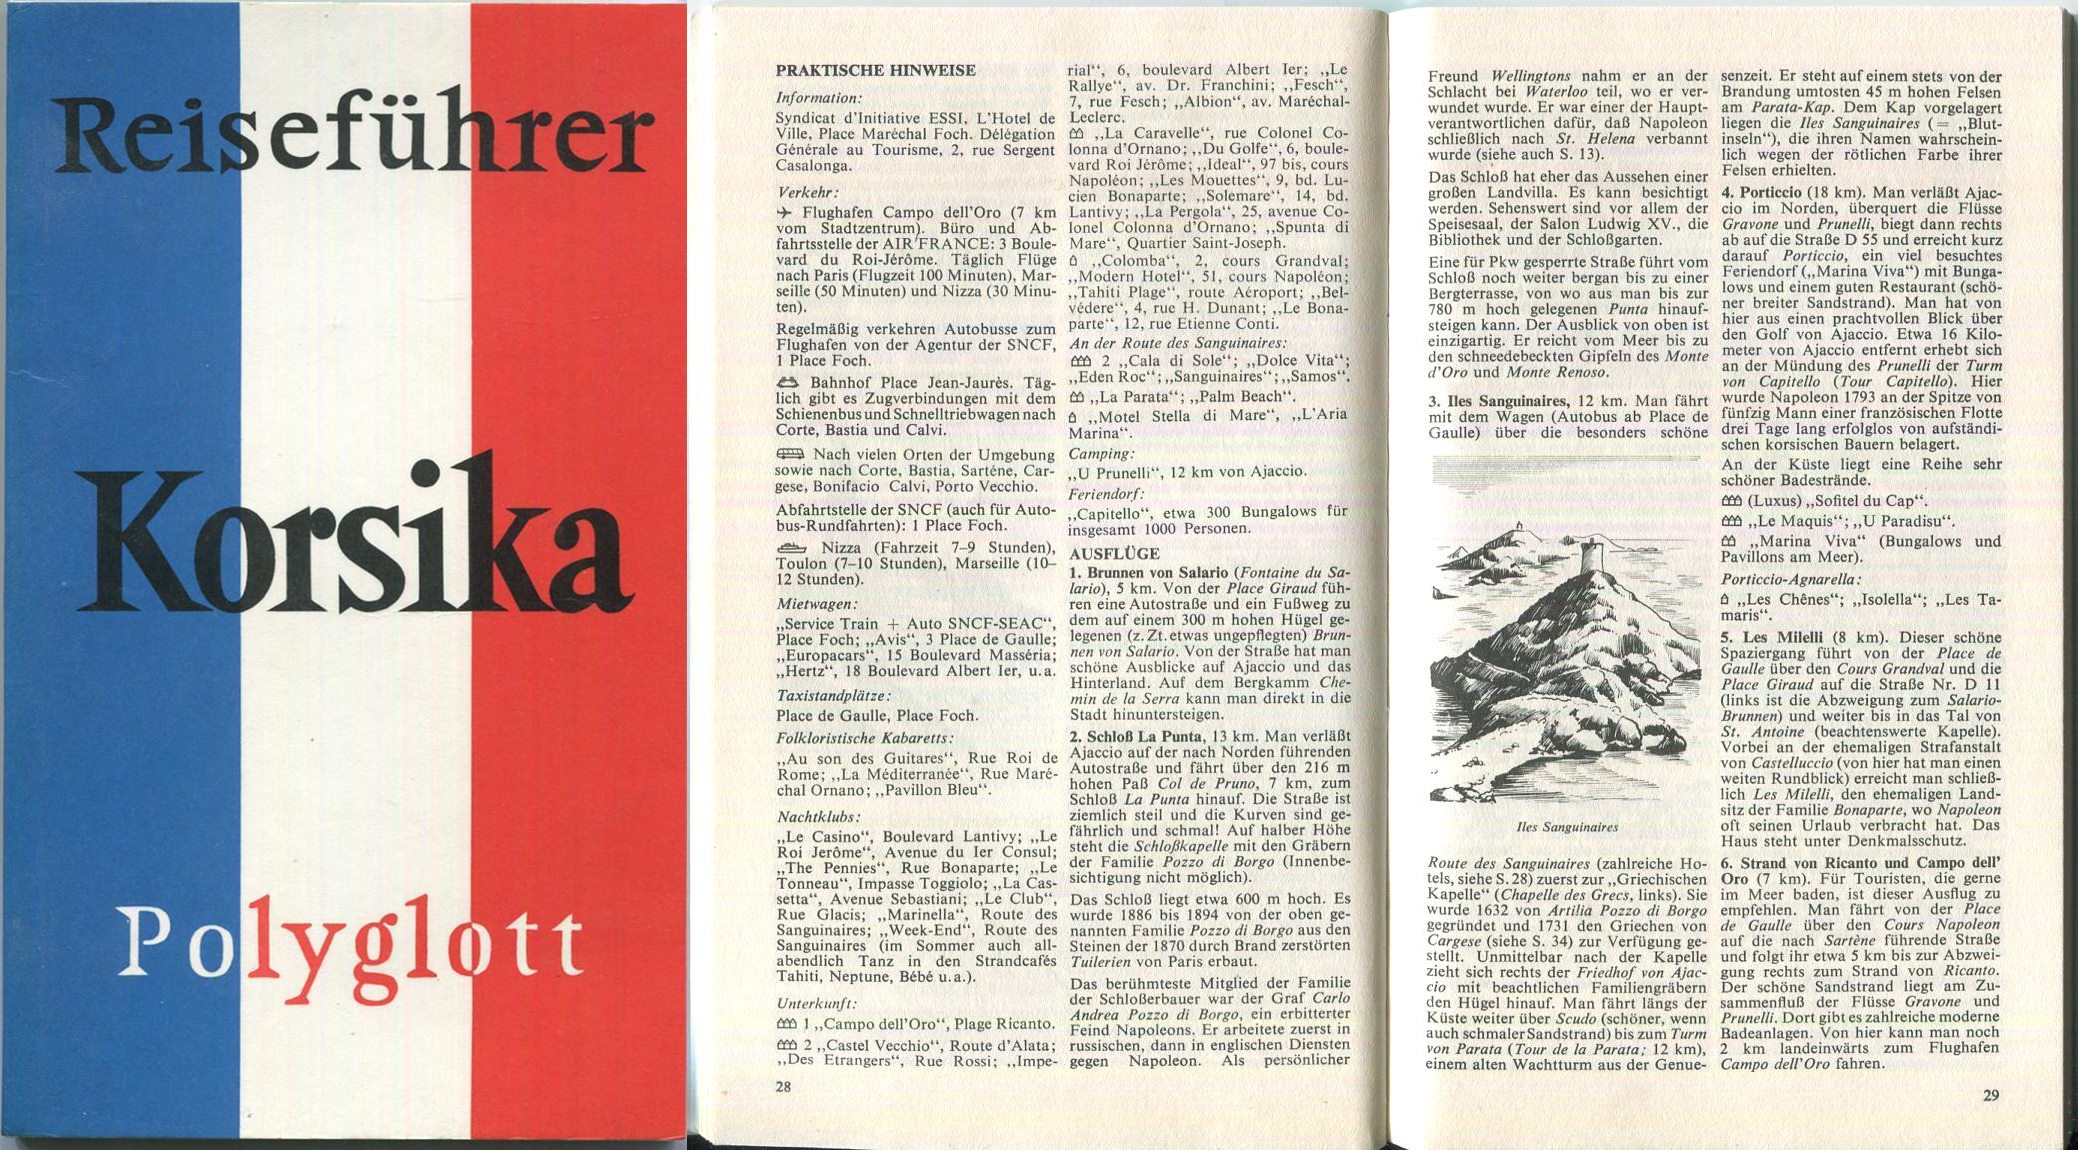 Reiseführer
Korsika
Polyglott
PRAKTISCHE HINWEISE
Information:
Syndicat d'Initiative ESSI, L'Hotel de
Ville, Place Maréchal Foch. Délégation
Générale au Tourisme, 2, rue Sergent
Casalonga.
Verkehr:
Flughafen Campo dell'Oro (7 km
vom Stadtzentrum). Büro und Ab-
fahrtsstelle der AIR FRANCE: 3 Boule-
vard du Roi-Jérôme. Täglich Flüge
nach Paris (Flugzeit 100 Minuten), Mar-
seille (50 Minuten) und Nizza (30 Minu-
ten).
Regelmäßig verkehren Autobusse zum
Flughafen von der Agentur der SNCF,
1 Place Foch.
Bahnhof Place Jean-Jaurès. Täg-
lich gibt es Zugverbindungen mit dem
Schienenbus und Schnelltriebwagen nach
Corte, Bastia und Calvi.
Nach vielen Orten der Umgebung
sowie nach Corte, Bastia, Sarténe, Car-
gese, Bonifacio Calvi, Porto Vecchio.
Abfahrtstelle der SNCF (auch für Auto-
bus-Rundfahrten): 1 Place Foch.
Nizza (Fahrzeit 7–9 Stunden),
Toulon (7–10 Stunden), Marseille (10–
12 Stunden).
Mietwagen:
„Service Train + Auto SNCF-SEAC“,
Place Foch; „Avis“, 3 Place de Gaulle;
„Europacars“, 15 Boulevard Masséria;
„Hertz“, 18 Boulevard Albert Ier, u.a.
Taxistandplätze:
Place de Gaulle, Place Foch.
Folkloristische Kabaretts:
„Au son des Guitares“, Rue Roi de
Rome; „La Méditerranée“, Rue Maré-
chal Ornano; „Pavillon Bleu“.
Nachtklubs:
„Le Casino“, Boulevard Lantivy; „Le
Roi Jerôme“, Avenue du Ier Consul;
„The Pennies“, Rue Bonaparte; „Le
Tonneau“, Impasse Toggiolo; „La Cas-
setta“, Avenue Sebastiani; „Le Club“,
Rue Glacis; „Marinella“, Route des
Sanguinaires; „Week-End“, Route des
Sanguinaires (im Sommer auch all-
abendlich Tanz in den Strandcafés
Tahiti, Neptune, Bébé u.a.).
Unterkunft:
1 „Campo dell'Oro“, Plage Ricanto.
2 „Castel Vecchio“, Route d'Alata;
„Des Etrangers“, Rue Rossi; „Impe-
28
rial“, 6, boulevard Albert Ier; „Le
Rallye“, av. Dr. Franchini; „Fesch“,
7, rue Fesch; „Albion“, av. Maréchal-
Leclerc.
„La Caravelle“, rue Colonel Co-
lonna d'Ornano; „Du Golfe“, 6, boule-
vard Roi Jérôme; „Ideal“, 97 bis, cours
Napoléon; „Les Mouettes“, 9, bd. Lu-
cien Bonaparte; „Solemare“, 14, bd.
Lantivy; „La Pergola“, 25, avenue Co-
lonel Colonna d'Ornano; „Spunta di
Mare“, Quartier Saint-Joseph.
„Colomba“, 2, cours Grandval;
„Modern Hotel“, 51, cours Napoléon;
„Tahiti Plage“, route Aéroport; „Bel-
védere“, 4, rue H. Dunant; „Le Bona-
parte“, 12, rue Etienne Conti.
An der Route des Sanguinaires:
2 „Cala di Sole“; „Dolce Vita“;
„Eden Roc“; „Sanguinaires“; „Samos“.
„La Parata“; „Palm Beach“.
„Motel Stella di Mare“, „L'Aria
Marina“.
Camping:
„U Prunelli“, 12 km von Ajaccio.
Feriendorf:
„Capitello“, etwa 300 Bungalows für
insgesamt 1000 Personen.
AUSFLÜGE
1. Brunnen von Salario (Fontaine du Sa-
lario), 5 km. Von der Place Giraud füh-
ren eine Autostraße und ein Fußweg zu
dem auf einem 300 m hohen Hügel ge-
legenen (z. Zt. etwas ungepflegten) Brun-
nen von Salario. Von der Straße hat man
schöne Ausblicke auf Ajaccio und das
Hinterland. Auf dem Bergkamm Che-
min de la Serra kann man direkt in die
Stadt hinuntersteigen.
2. Schloß La Punta, 13 km. Man verläßt
Ajaccio auf der nach Norden führenden
Autostraße und fährt über den 216 m
hohen Paß Col de Pruno, 7 km, zum
Schloß La Punta hinauf. Die Straße ist
ziemlich steil und die Kurven sind ge-
fährlich und schmal! Auf halber Höhe
steht die Schloßkapelle mit den Gräbern
der Familie Pozzo di Borgo (Innenbe-
sichtigung nicht möglich).
Das Schloß liegt etwa 600 m hoch. Es
wurde 1886 bis 1894 von der oben ge-
nannten Familie Pozzo di Borgo aus den
Steinen der 1870 durch Brand zerstörten
Tuilerien von Paris erbaut.
Das berühmteste Mitglied der Familie
der Schloßerbauer war der Graf Carlo
Andrea Pozzo di Borgo, ein erbitterter
Feind Napoleons. Er arbeitete zuerst in
russischen, dann in englischen Diensten
gegen Napoleon. Als persönlicher
Freund Wellingtons nahm er an der
Schlacht bei Waterloo teil, wo er ver-
wundet wurde. Er war einer der Haupt-
verantwortlichen dafür, daß Napoleon
schließlich nach St. Helena verbannt
wurde (siehe auch S. 13).
Das Schloß hat eher das Aussehen einer
großen Landvilla. Es kann besichtigt
werden. Sehenswert sind vor allem der
Speisesaal, der Salon Ludwig XV., die
Bibliothek und der Schloßgarten.
Eine für Pkw gesperrte Straße führt vom
Schloß noch weiter bergan bis zu einer
Bergterrasse, von wo aus man bis zur
780 m hoch gelegenen Punta hinauf-
steigen kann. Der Ausblick von oben ist
einzigartig. Er reicht vom Meer bis zu
den schneedebeckten Gipfeln des Monte
d'Oro und Monte Renoso.
3. Iles Sanguinaires, 12 km. Man fährt
mit dem Wagen (Autobus ab Place de
Gaulle) über die besonders schöne
Iles Sanguinaires
Route des Sanguinaires (zahlreiche Ho-
tels, siehe S. 28) zuerst zur „Griechischen
Kapelle“ (Chapelle des Grecs, links). Sie
wurde 1632 von Artilia Pozzo di Borgo
gegründet und 1731 den Griechen von
Cargese (siehe S. 34) zur Verfügung ge-
stellt. Unmittelbar nach der Kapelle
zieht sich rechts der Friedhof von Ajac-
cio mit beachtlichen Familiengräbern
den Hügel hinauf. Man fährt längs der
Küste weiter über Scudo (schöner, wenn
auch schmaler Sandstrand) bis zum Turm
von Parata (Tour de la Parata; 12 km),
einem alten Wachtturm aus der Genue-
senzeit. Er steht auf einem stets von der
Brandung umtosten 45 m hohen Felsen
am Parata-Kap. Dem Kap vorgelagert
liegen die Iles Sanguinaires (= „Blut-
inseln“), die ihren Namen wahrschein-
lich wegen der rötlichen Farbe ihrer
Felsen erhielten.
4. Porticcio (18 km). Man verläßt Ajac-
cio im Norden, überquert die Flüsse
Gravone und Prunelli, biegt dann rechts
ab auf die Straße D 55 und erreicht kurz
darauf Porticcio, ein viel besuchtes
Feriendorf („Marina Viva“) mit Bunga-
lows und einem guten Restaurant (schö-
ner breiter Sandstrand). Man hat von
hier aus einen prachtvollen Blick über
den Golf von Ajaccio. Etwa 16 Kilo-
meter von Ajaccio entfernt erhebt sich
an der Mündung des Prunelli der Turm
von Capitello (Tour Capitello). Hier
wurde Napoleon 1793 an der Spitze von
fünfzig Mann einer französischen Flotte
drei Tage lang erfolglos von aufständi-
schen korsischen Bauern belagert.
An der Küste liegt eine Reihe sehr
schöner Badestrände.
(Luxus) „Sofitel du Cap“.
„Le Maquis“; „U Paradisu“.
„Marina Viva“ (Bungalows und
Pavillons am Meer).
Porticcio-Agnarella:
„Les Chênes“; „Isolella“; „Les Ta-
maris“.
5. Les Milelli (8 km). Dieser schöne
Spaziergang führt von der Place de
Gaulle über den Cours Grandval und die
Place Giraud auf die Straße Nr. D 11
(links ist die Abzweigung zum Salario-
Brunnen) und weiter bis in das Tal von
St. Antoine (beachtenswerte Kapelle).
Vorbei an der ehemaligen Strafanstalt
von Castelluccio (von hier hat man einen
weiten Rundblick) erreicht man schließ-
lich Les Milelli, den ehemaligen Land-
sitz der Familie Bonaparte, wo Napoleon
oft seinen Urlaub verbracht hat. Das
Haus steht unter Denkmalsschutz.
6. Strand von Ricanto und Campo dell'
Oro (7 km). Für Touristen, die gerne
im Meer baden, ist dieser Ausflug zu
empfehlen. Man fährt von der Place
de Gaulle über den Cours Napoléon
auf die nach Sartène führende Straße
und folgt ihr etwa 5 km bis zur Abzwei-
gung rechts zum Strand von Ricanto.
Der schöne Sandstrand liegt am Zu-
sammenfluß der Flüsse Gravone und
Prunelli. Dort gibt es zahlreiche moderne
Badeanlagen. Von hier kann man noch
2 km landeinwärts zum Flughafen
Campo dell'Oro fahren.
29